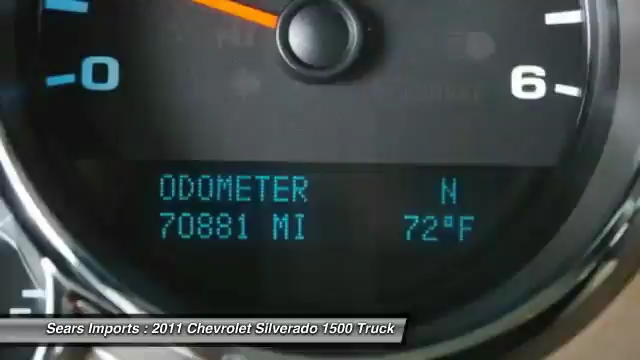 0 6
ODOMETER N
70881 MI 72°F
Sears Imports : 2011 Chevrolet Silverado 1500 Truck